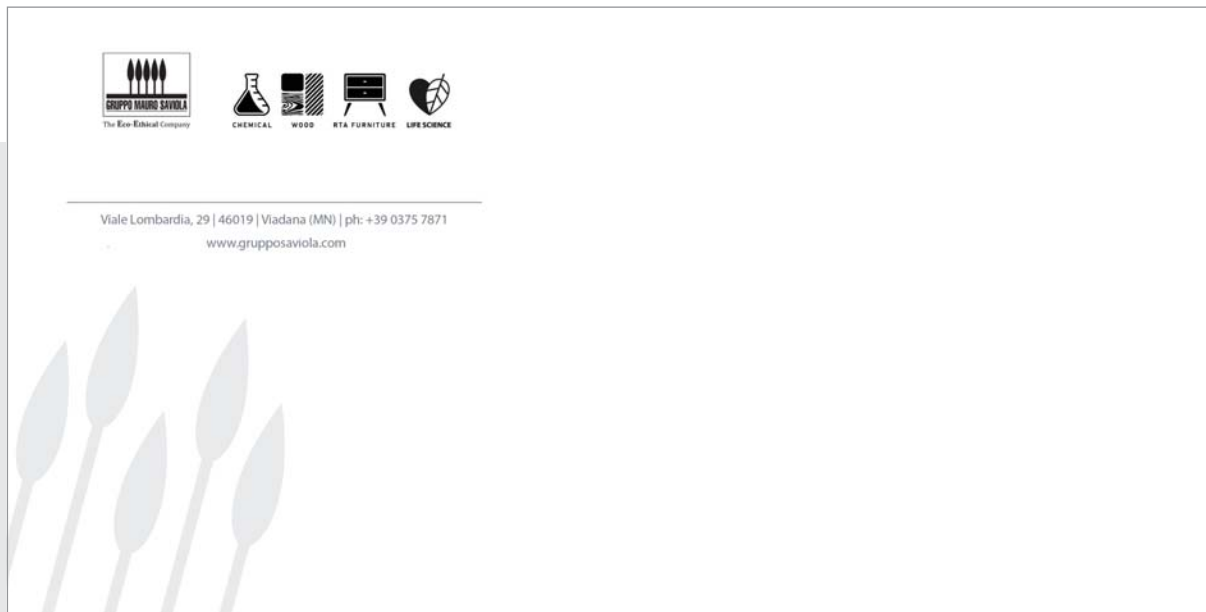 GRUPPO MAURO SAVIOLA
The Eco-Ethical Company
CHEMICAL WOOD RTA FURNITURE LIFE SCIENCE
Viale Lombardia, 29 | 46019 | Viadana (MN) | ph: +39 0375 7871
www.grupposaviola.com